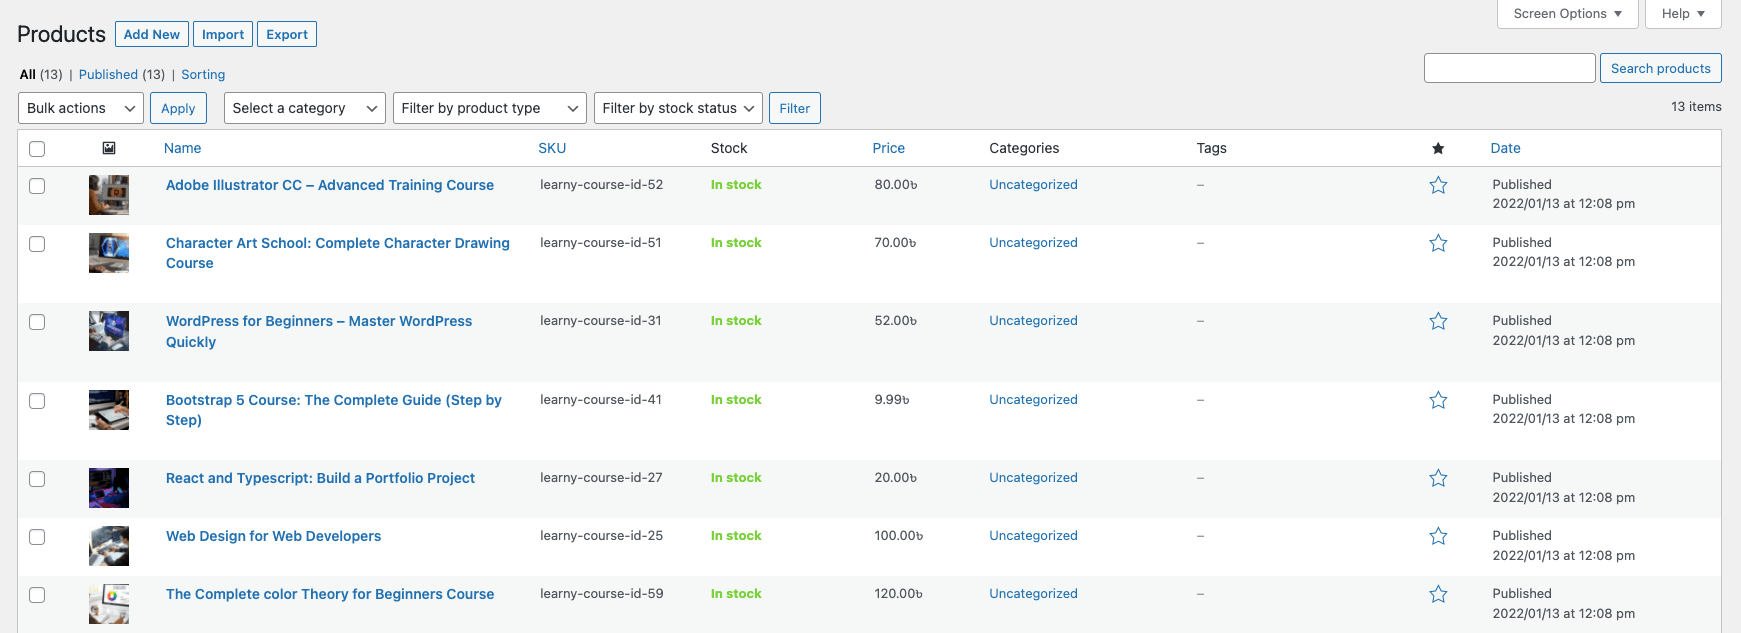 Screen Options Help
Products Add New Import Export
All (13) | Published (13) | Sorting
Search products
Bulk actions Apply Select a category Filter by product type Filter by stock status Filter
13 items
Name SKU Stock Price Categories Tags Date
Adobe Illustrator CC – Advanced Training Course learny-course-id-52 In stock 80.00৳ Uncategorized – Published
2022/01/13 at 12:08 pm
Character Art School: Complete Character Drawing learny-course-id-51 In stock 70.00৳ Uncategorized – Published
Course 2022/01/13 at 12:08 pm
WordPress for Beginners – Master WordPress learny-course-id-31 In stock 52.00৳ Uncategorized – Published
Quickly 2022/01/13 at 12:08 pm
Bootstrap 5 Course: The Complete Guide (Step by learny-course-id-41 In stock 9.99৳ Uncategorized – Published
Step) 2022/01/13 at 12:08 pm
React and Typescript: Build a Portfolio Project learny-course-id-27 In stock 20.00৳ Uncategorized – Published
2022/01/13 at 12:08 pm
Web Design for Web Developers learny-course-id-25 In stock 100.00৳ Uncategorized – Published
2022/01/13 at 12:08 pm
The Complete color Theory for Beginners Course learny-course-id-59 In stock 120.00৳ Uncategorized – Published
2022/01/13 at 12:08 pm